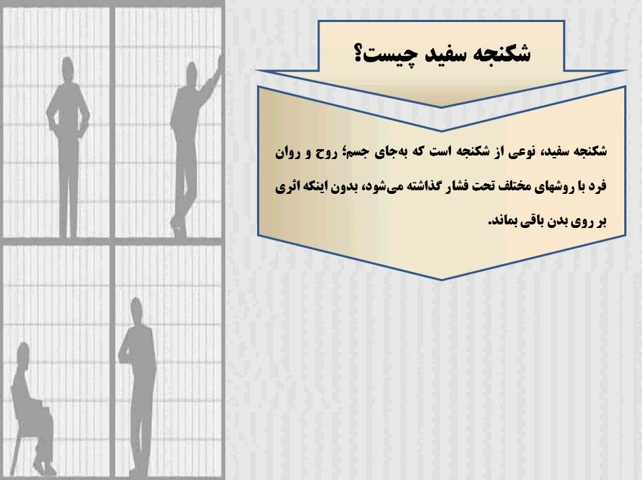 شکنجه سفید چیست؟
شکنجه سفید، نوعی از شکنجه است که به‌جای جسم؛ روح و روان
فرد با روشهای مختلف تحت فشار گذاشته می‌شود، بدون اینکه اثری
بر روی بدن باقی بماند.